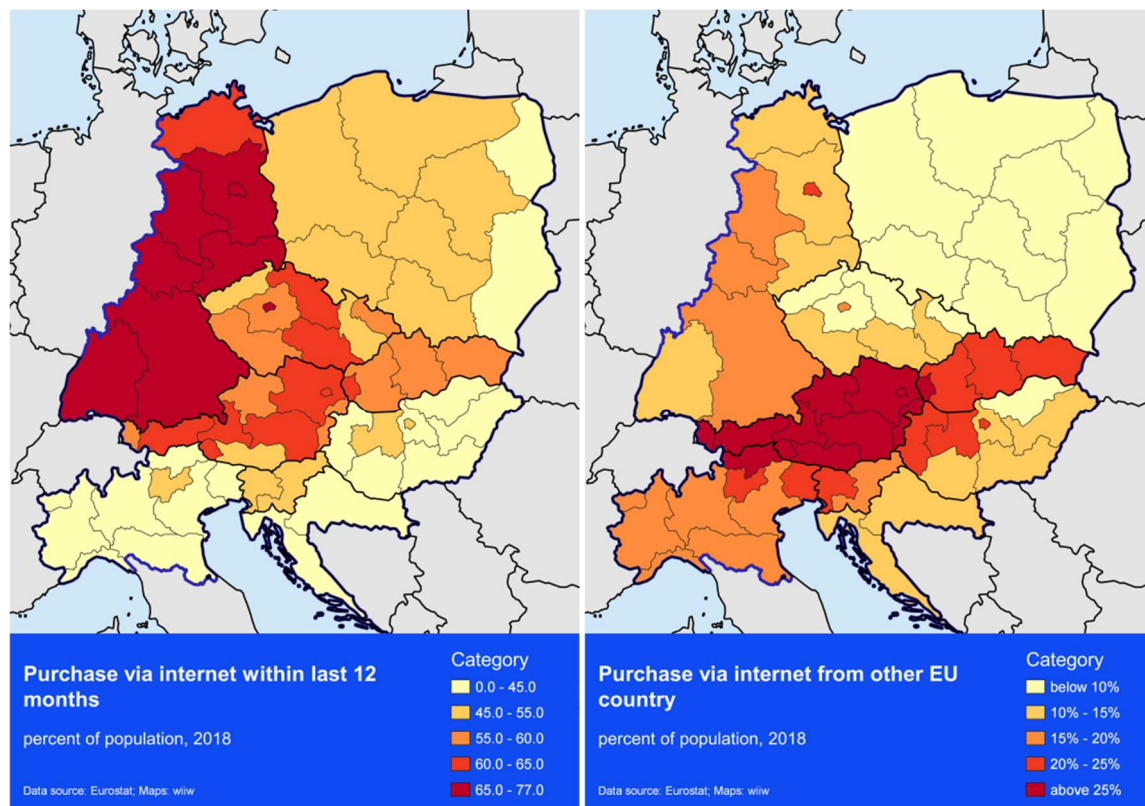 Purchase via internet within last 12
months
percent of population, 2018
Data source: Eurostat; Maps: wiiw
Category
0.0 - 45.0
45.0 - 55.0
55.0 - 60.0
60.0 - 65.0
65.0 - 77.0
Purchase via internet from other EU
country
percent of population, 2018
Data source: Eurostat; Maps: wiiw
Category
below 10%
10% - 15%
15% - 20%
20% - 25%
above 25%